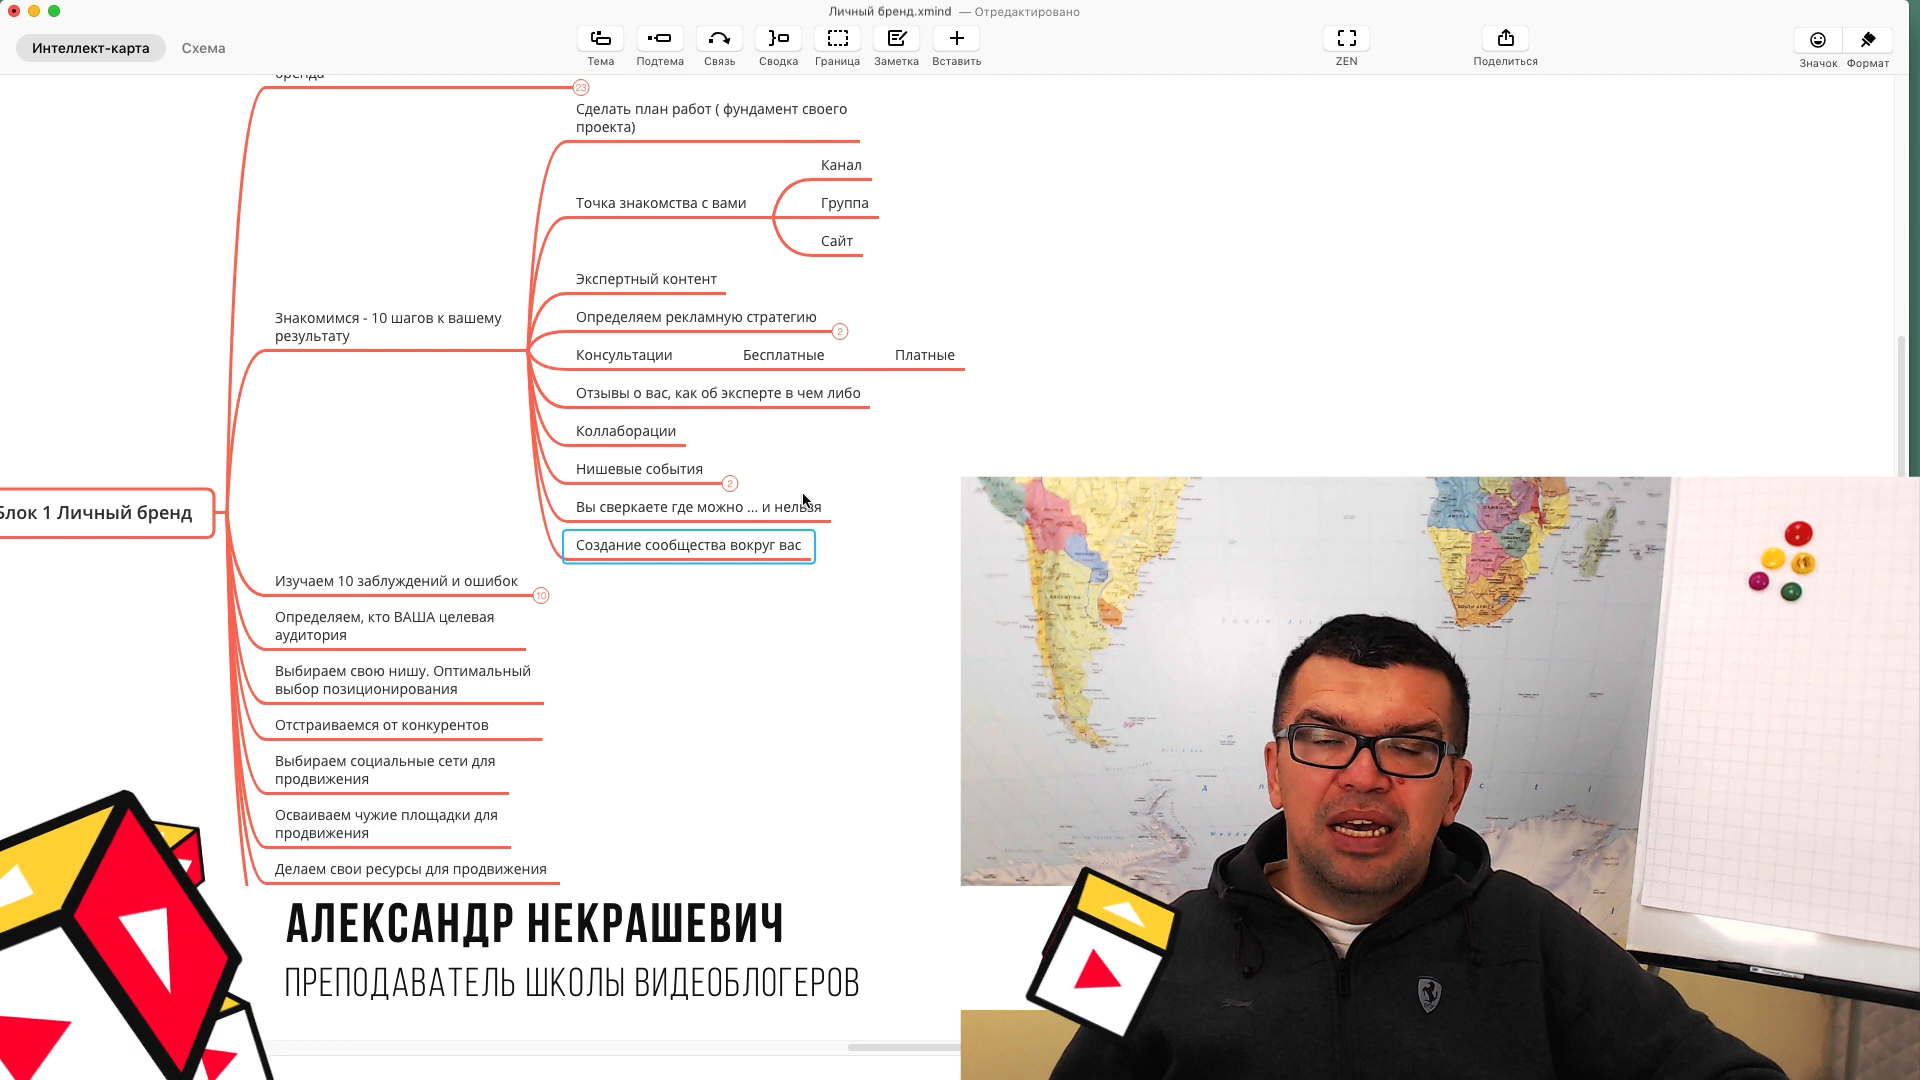 Личный бренд.xmind — Отредактировано
Интеллект-карта
Схема
Тема
Подтема
Связь
Сводка
Граница
Заметка
Вставить
ZEN
Поделиться
Значок
Формат
бренда
23
Сделать план работ ( фундамент своего
проекта)
Точка знакомства с вами
Канал
Группа
Сайт
Экспертный контент
Знакомимся - 10 шагов к вашему
результату
Определяем рекламную стратегию
2
Консультации Бесплатные Платные
Отзывы о вас, как об эксперте в чем либо
Коллаборации
Нишевые события
2
Вы сверкаете где можно ... и нельзя
Создание сообщества вокруг вас
Блок 1 Личный бренд
Изучаем 10 заблуждений и ошибок
10
Определяем, кто ВАША целевая
аудитория
Выбираем свою нишу. Оптимальный
выбор позиционирования
Отстраиваемся от конкурентов
Выбираем социальные сети для
продвижения
Осваиваем чужие площадки для
продвижения
Делаем свои ресурсы для продвижения
АЛЕКСАНДР НЕКРАШЕВИЧ
ПРЕПОДАВАТЕЛЬ ШКОЛЫ ВИДЕОБЛОГЕРОВ
ARGENTINA
SOUTH AFRICA